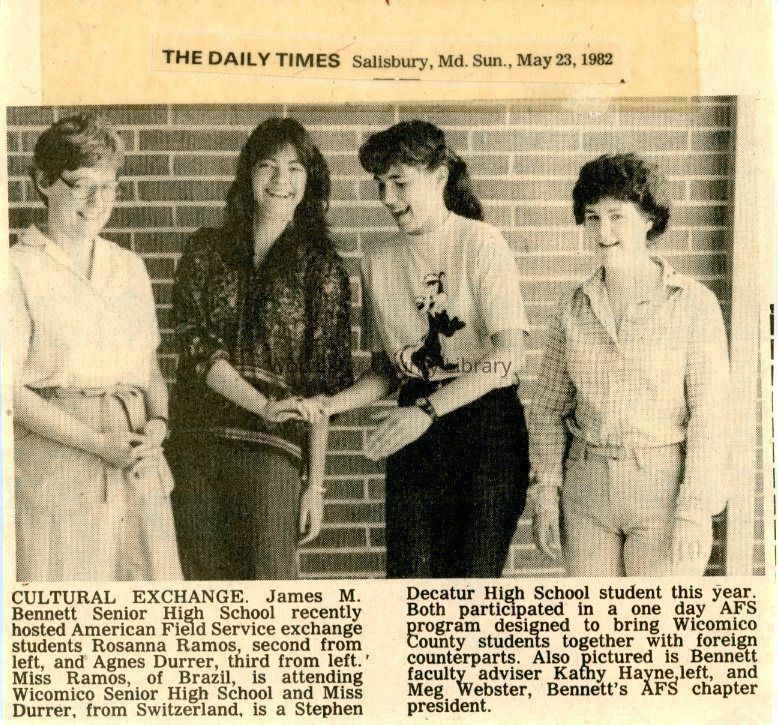 THE DAILY TIMES Salisbury, Md. Sun., May 23, 1982
Worcester County Library
CULTURAL EXCHANGE. James M.
Bennett Senior High School recently
hosted American Field Service exchange
students Rosanna Ramos, second from
left, and Agnes Durrer, third from left.
Miss Ramos, of Brazil, is attending
Wicomico Senior High School and Miss
Durrer, from Switzerland, is a Stephen
Decatur High School student this year.
Both participated in a one day AFS
program designed to bring Wicomico
County students together with foreign
counterparts. Also pictured is Bennett
faculty adviser Kathy Hayne,left, and
Meg Webster, Bennett's AFS chapter
president.